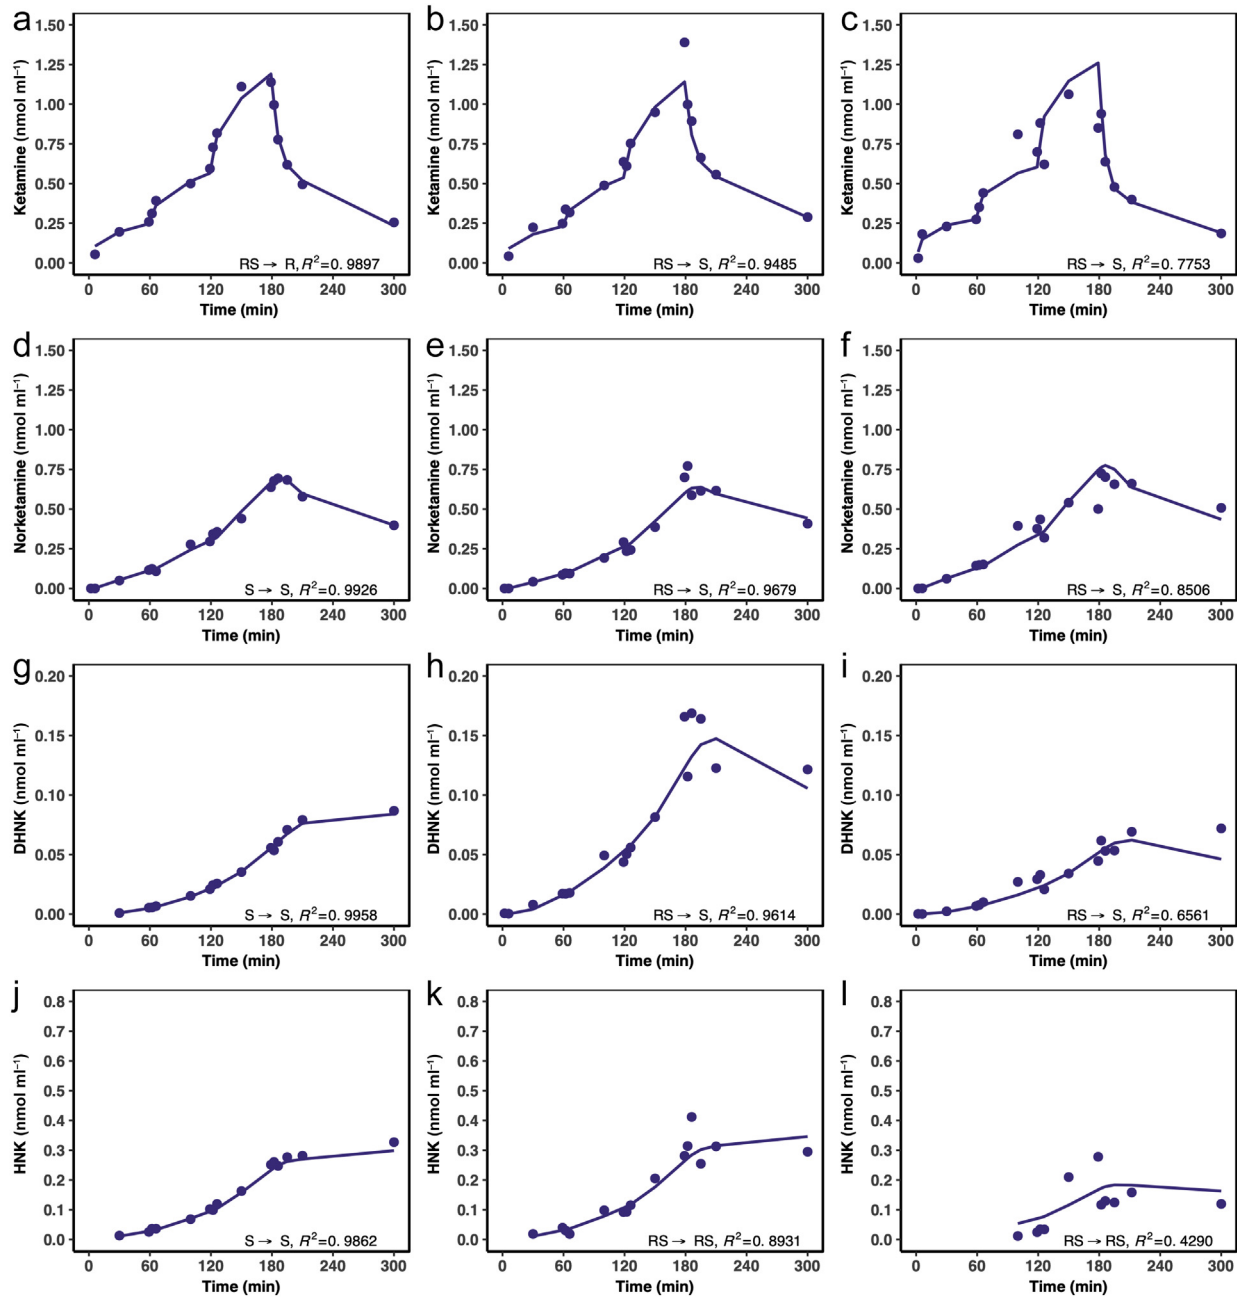 a
1.50
1.25
1.00
0.75
0.50
0.25
0.00
Ketamine (nmol ml⁻¹)
RS → R, R²=0.9897
0 60 120 180 240 300
Time (min)
b
1.50
1.25
1.00
0.75
0.50
0.25
0.00
Ketamine (nmol ml⁻¹)
RS → S, R²=0.9485
0 60 120 180 240 300
Time (min)
c
1.50
1.25
1.00
0.75
0.50
0.25
0.00
Ketamine (nmol ml⁻¹)
RS → S, R²=0.7753
0 60 120 180 240 300
Time (min)
d
1.50
1.25
1.00
0.75
0.50
0.25
0.00
Norketamine (nmol ml⁻¹)
S → S, R²=0.9926
0 60 120 180 240 300
Time (min)
e
1.50
1.25
1.00
0.75
0.50
0.25
0.00
Norketamine (nmol ml⁻¹)
RS → S, R²=0.9679
0 60 120 180 240 300
Time (min)
f
1.50
1.25
1.00
0.75
0.50
0.25
0.00
Norketamine (nmol ml⁻¹)
RS → S, R²=0.8506
0 60 120 180 240 300
Time (min)
g
0.20
0.15
0.10
0.05
0.00
DHNK (nmol ml⁻¹)
S → S, R²=0.9958
0 60 120 180 240 300
Time (min)
h
0.20
0.15
0.10
0.05
0.00
DHNK (nmol ml⁻¹)
RS → S, R²=0.9614
0 60 120 180 240 300
Time (min)
i
0.20
0.15
0.10
0.05
0.00
DHNK (nmol ml⁻¹)
RS → S, R²=0.6561
0 60 120 180 240 300
Time (min)
j
0.8
0.7
0.6
0.5
0.4
0.3
0.2
0.1
0.0
HNK (nmol ml⁻¹)
S → S, R²=0.9862
0 60 120 180 240 300
Time (min)
k
0.8
0.7
0.6
0.5
0.4
0.3
0.2
0.1
0.0
HNK (nmol ml⁻¹)
RS → RS, R²=0.8931
0 60 120 180 240 300
Time (min)
l
0.8
0.7
0.6
0.5
0.4
0.3
0.2
0.1
0.0
HNK (nmol ml⁻¹)
RS → RS, R²=0.4290
0 60 120 180 240 300
Time (min)